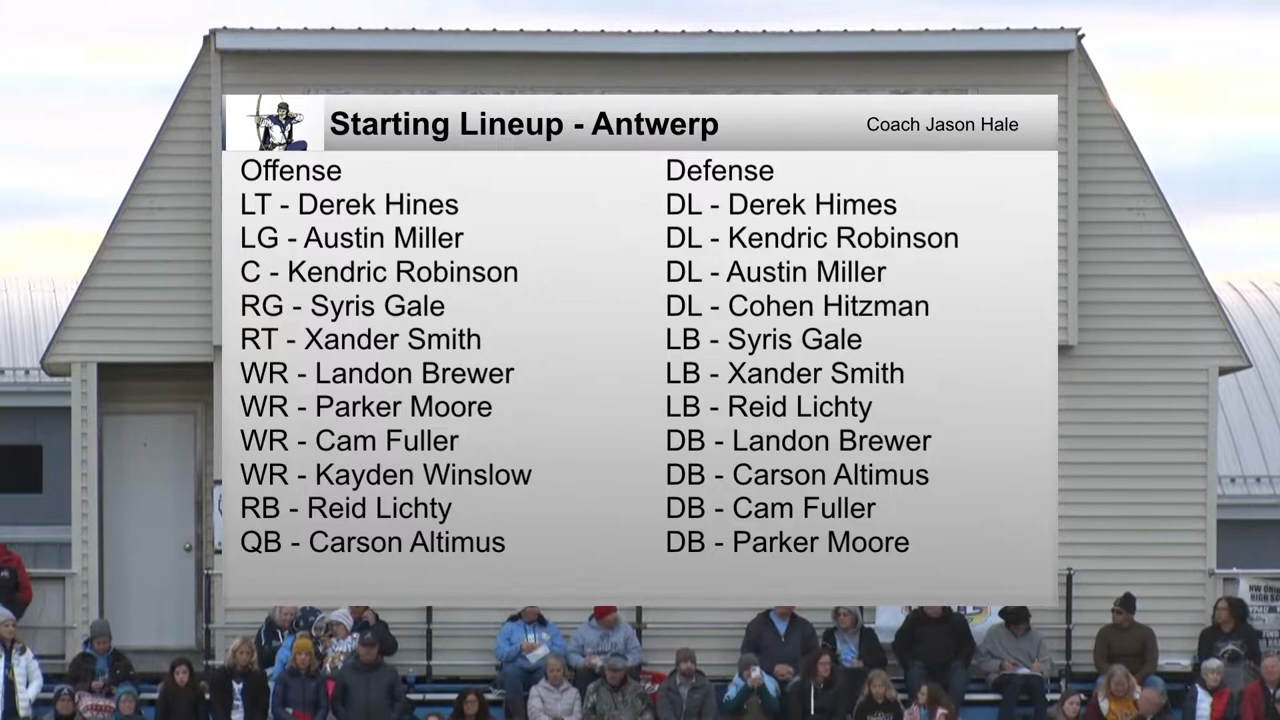 Starting Lineup - Antwerp
Coach Jason Hale
Offense
LT - Derek Hines
LG - Austin Miller
C - Kendric Robinson
RG - Syris Gale
RT - Xander Smith
WR - Landon Brewer
WR - Parker Moore
WR - Cam Fuller
WR - Kayden Winslow
RB - Reid Lichty
QB - Carson Altimus
Defense
DL - Derek Himes
DL - Kendric Robinson
DL - Austin Miller
DL - Cohen Hitzman
LB - Syris Gale
LB - Xander Smith
LB - Reid Lichty
DB - Landon Brewer
DB - Carson Altimus
DB - Cam Fuller
DB - Parker Moore